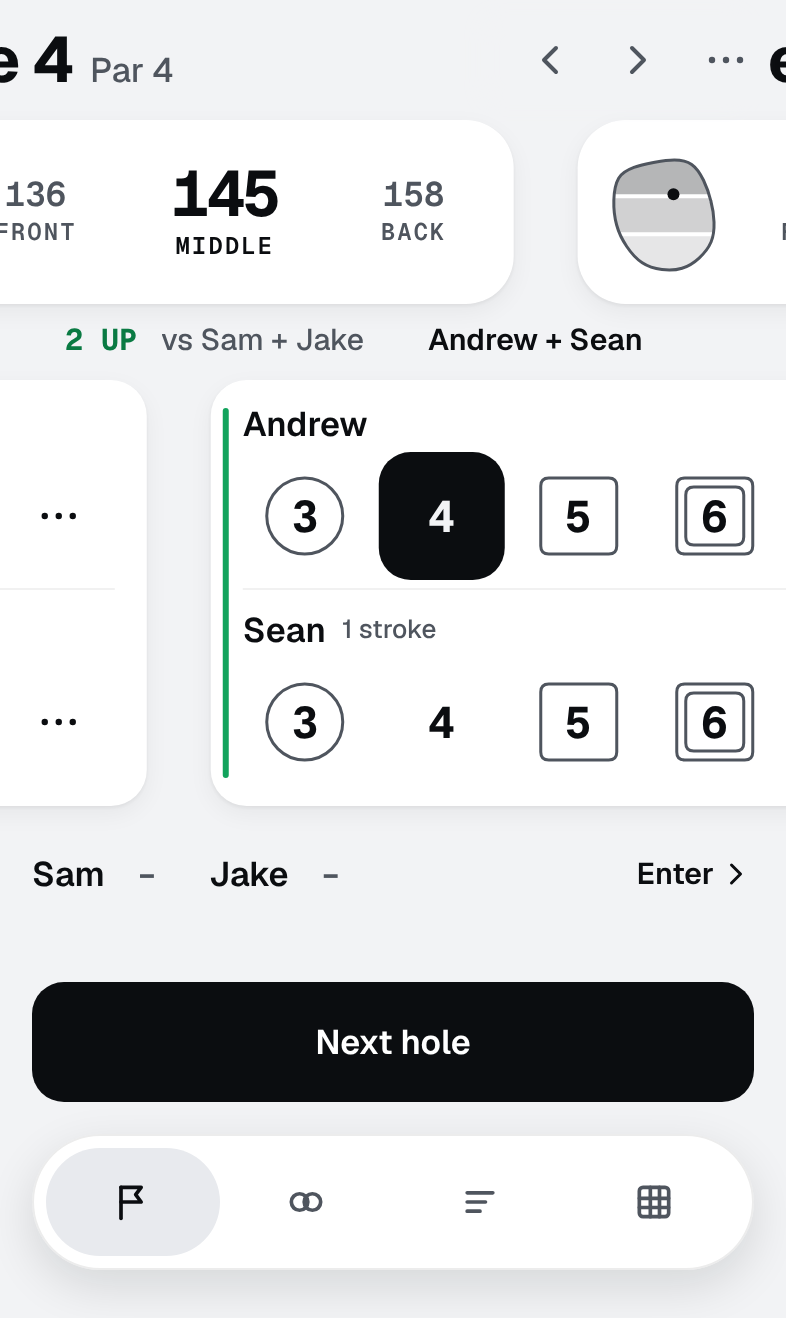 e 4 Par 4
136 145 158
FRONT MIDDLE BACK
2 UP vs Sam + Jake Andrew + Sean
Andrew
3 4 5 6
Sean 1 stroke
3 4 5 6
Sam - Jake - Enter
Next hole